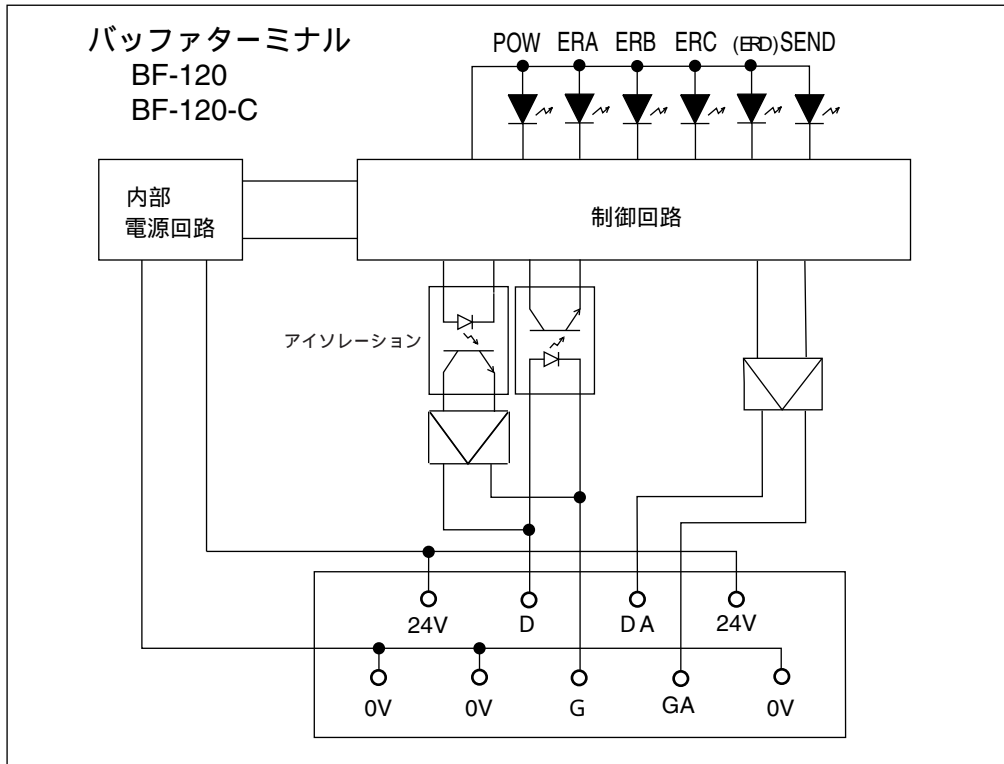 バッファターミナル
BF-120
BF-120-C
POW ERA ERB ERC (ERD) SEND
内部
電源回路
制御回路
アイソレーション
24V D DA 24V
0V 0V G GA 0V